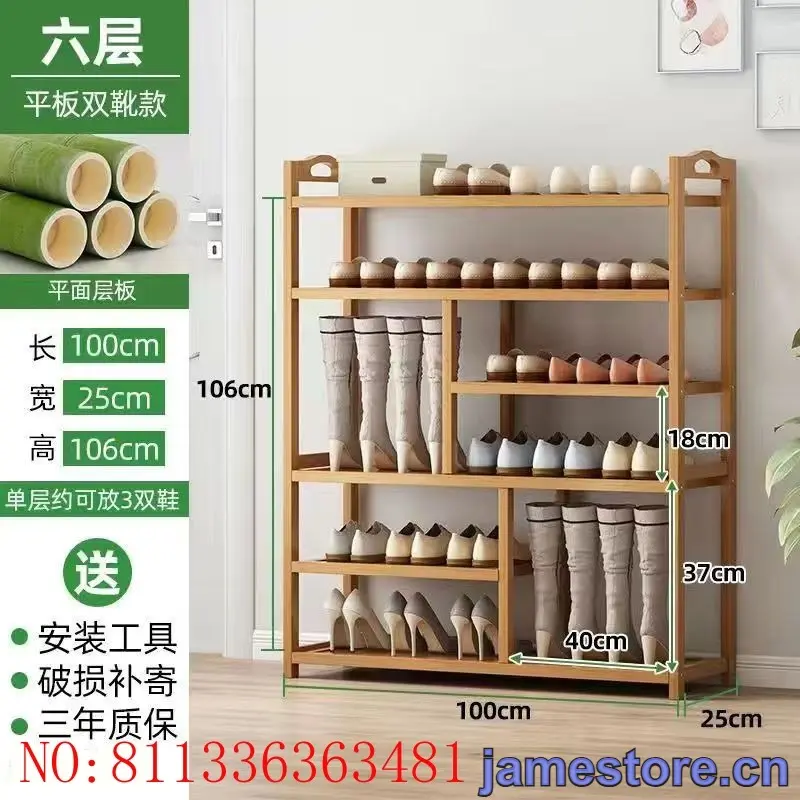 六层
平板双靴款
平面层板
长 100cm
宽 25cm
高 106cm
单层约可放3双鞋
送
安装工具
破损补寄
三年质保
106cm
18cm
37cm
40cm
100cm
25cm
NO:811336363481
jamestore.cn